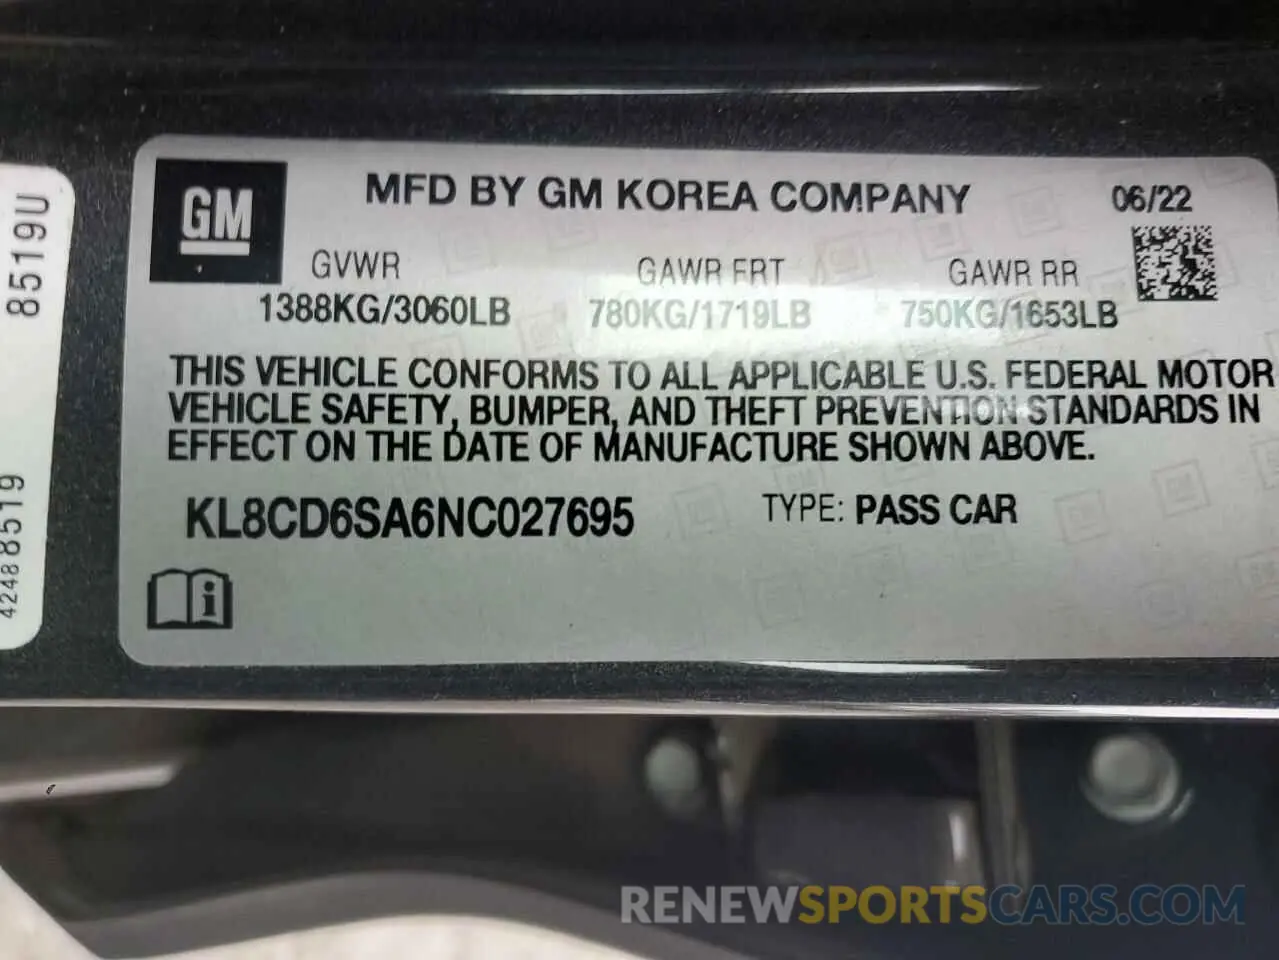 8519U
42488519
GM
MFD BY GM KOREA COMPANY
06/22
GVWR
GAWR FRT
GAWR RR
1388KG/3060LB
780KG/1719LB
750KG/1653LB
THIS VEHICLE CONFORMS TO ALL APPLICABLE U.S. FEDERAL MOTOR
VEHICLE SAFETY, BUMPER, AND THEFT PREVENTION STANDARDS IN
EFFECT ON THE DATE OF MANUFACTURE SHOWN ABOVE.
KL8CD6SA6NC027695
TYPE: PASS CAR
i
RENEWSPORTSCARS.COM